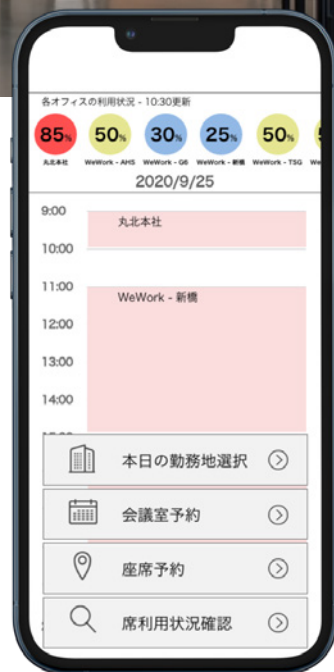 各オフィスの利用状況 - 10:30更新
85% 50% 30% 25% 50%
丸北本社 WeWork - AHS WeWork - G6 WeWork - 新橋 WeWork - TSG We
2020/9/25
9:00
丸北本社
10:00
11:00
WeWork - 新橋
12:00
13:00
14:00
本日の勤務地選択
会議室予約
座席予約
席利用状況確認